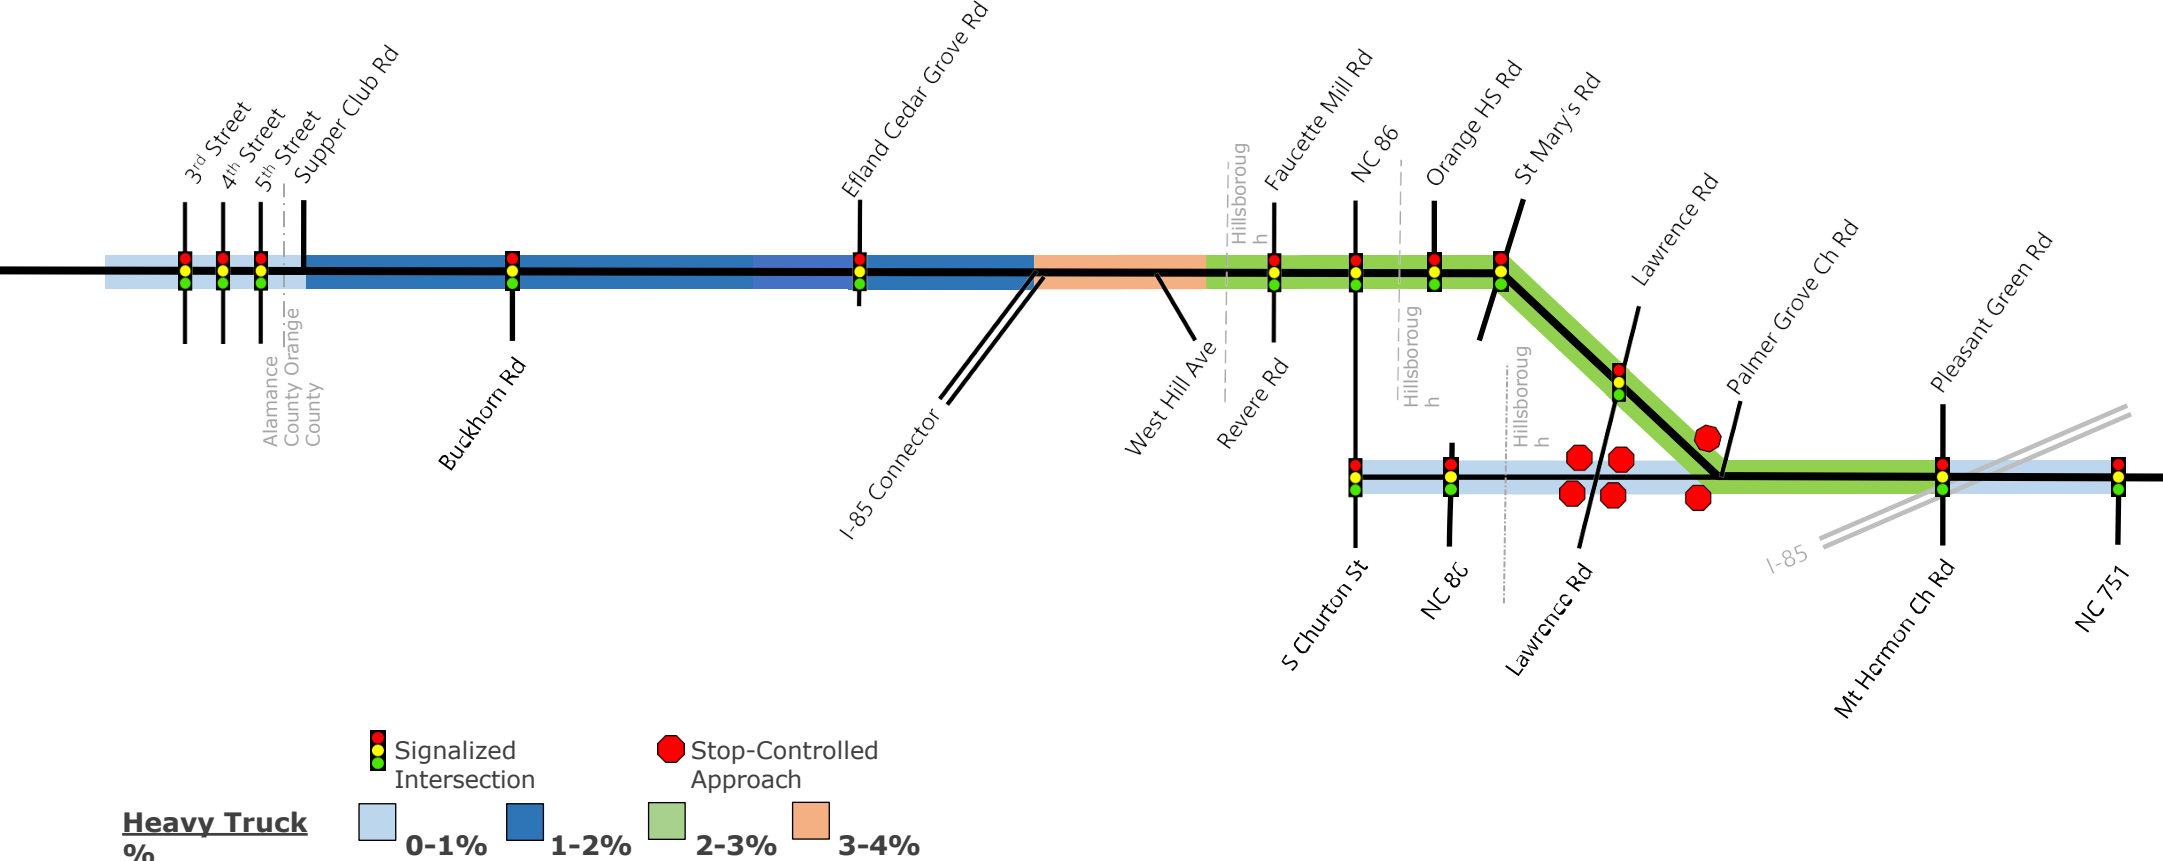 3rd Street
4th Street
5th Street
Supper Club Rd
Efland Cedar Grove Rd
Faucette Mill Rd
NC 86
Orange HS Rd
St Mary's Rd
Lawrence Rd
Palmer Grove Ch Rd
Pleasant Green Rd
Hillsboroug
h
Hillsboroug
h
Hillsboroug
h
Alamance
County Orange
County
Buckhorn Rd
I-85 Connector
West Hill Ave
Revere Rd
S Churton St
NC 86
Lawrence Rd
I-85
Mt Hermon Ch Rd
NC 751
Signalized
Intersection
Stop-Controlled
Approach
Heavy Truck
%
0-1%
1-2%
2-3%
3-4%